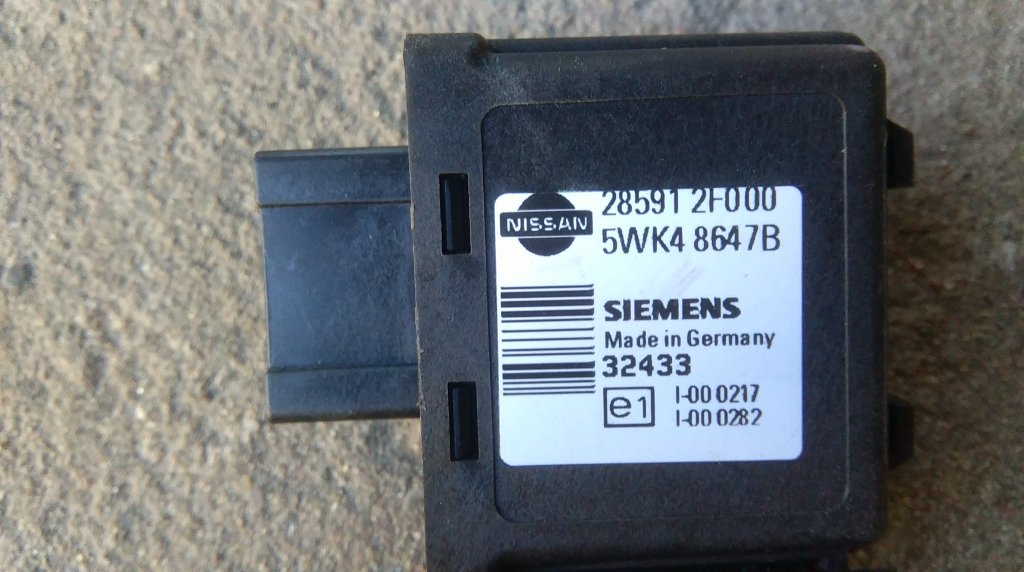 NISSAN
28591 2F000
5WK4 8647B
SIEMENS
Made in Germany
32433
e1
I-00 0217
I-00 0282